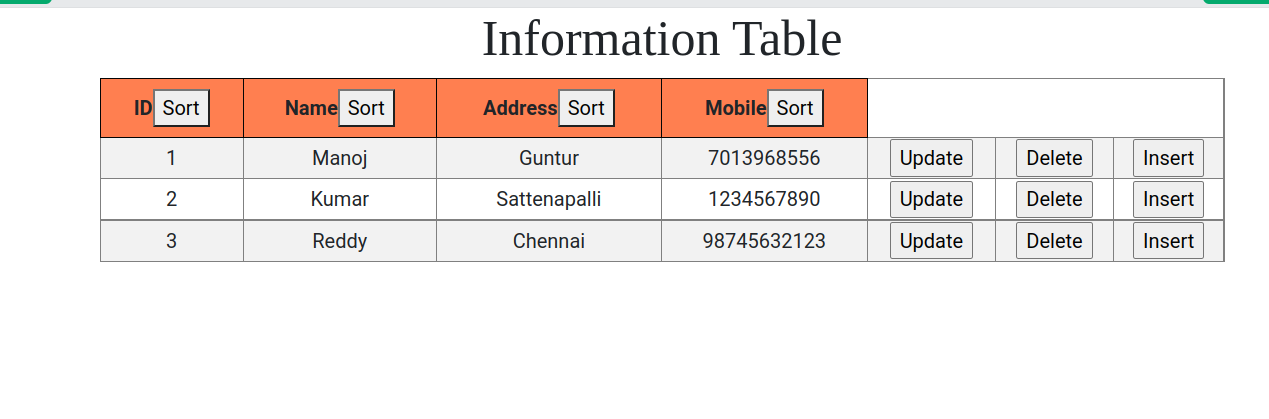 Information Table
ID Sort Name Sort Address Sort Mobile Sort
1 Manoj Guntur 7013968556 Update Delete Insert
2 Kumar Sattenapalli 1234567890 Update Delete Insert
3 Reddy Chennai 98745632123 Update Delete Insert